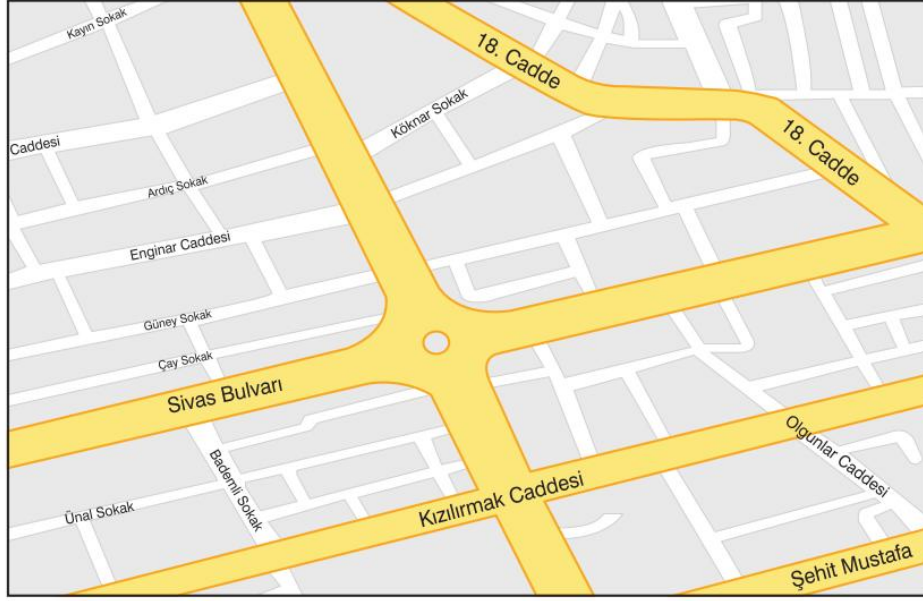 Kayın Sokak
18. Cadde
Köknar Sokak
Caddesi
18. Cadde
Ardıç Sokak
Enginar Caddesi
Güney Sokak
Çay Sokak
Sivas Bulvarı
Olgunlar Caddesi
Bademli Sokak
Kızılırmak Caddesi
Ünal Sokak
Şehit Mustafa